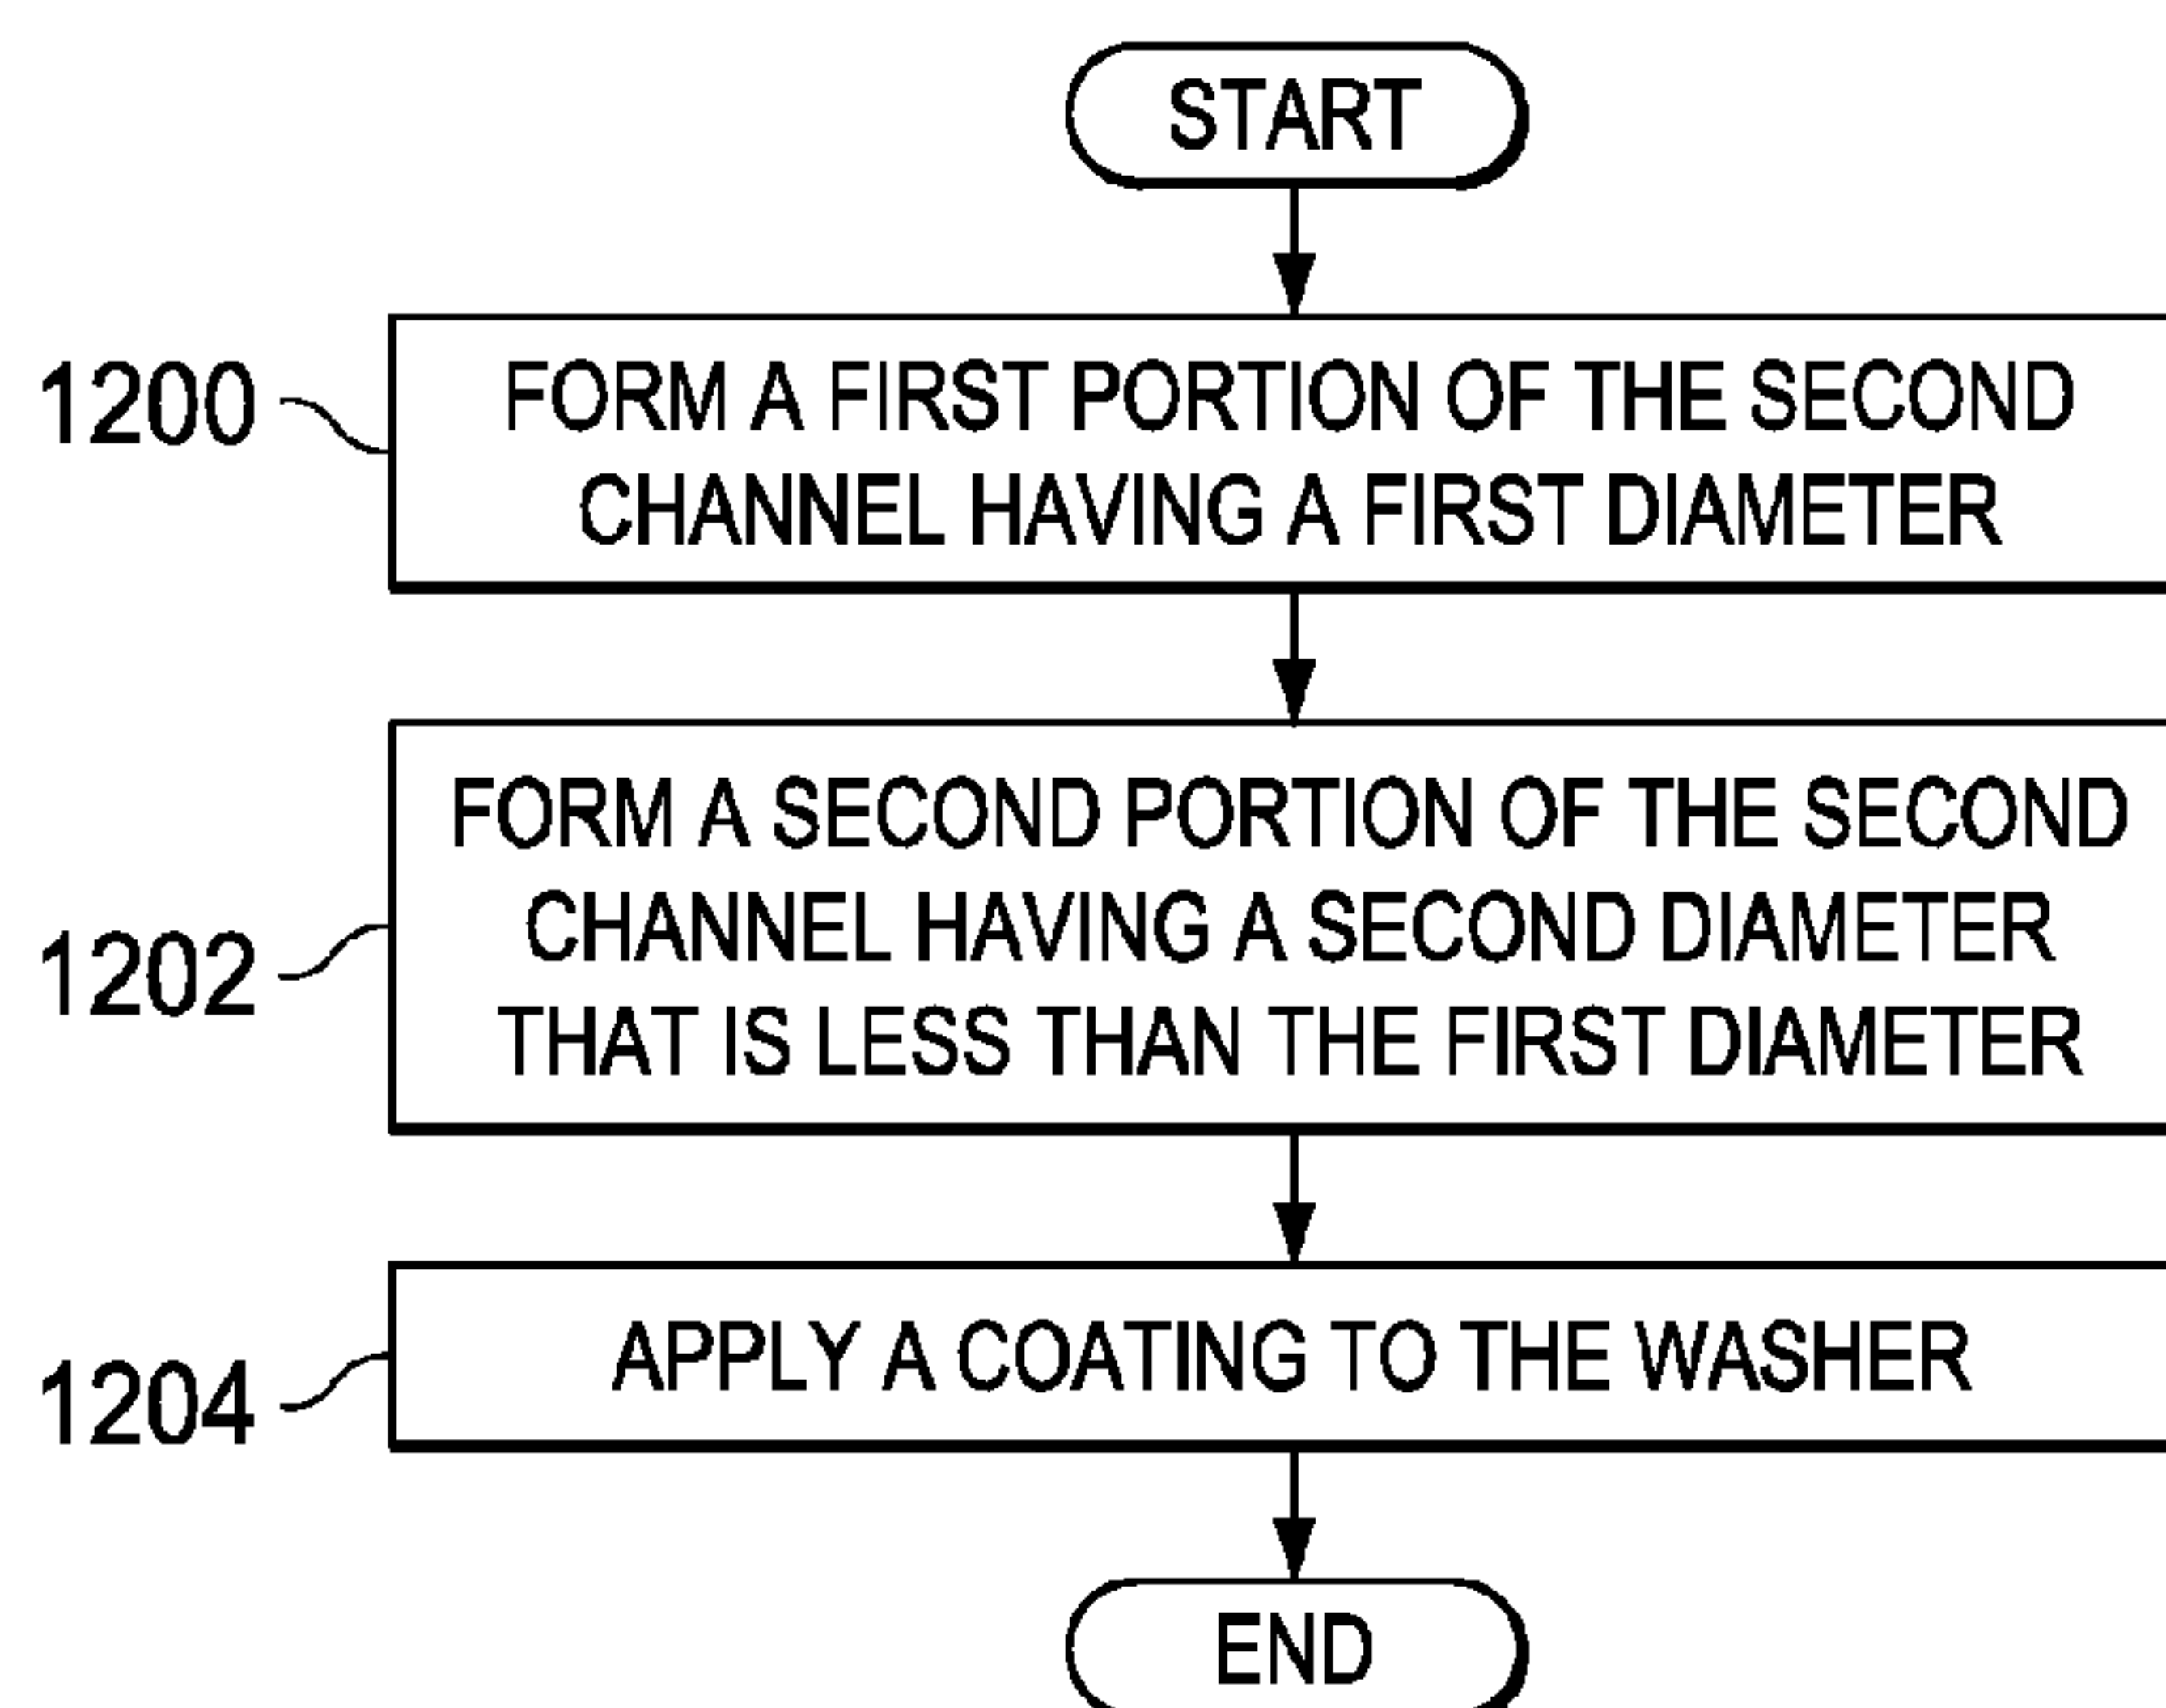 START
1200
FORM A FIRST PORTION OF THE SECOND
CHANNEL HAVING A FIRST DIAMETER
1202
FORM A SECOND PORTION OF THE SECOND
CHANNEL HAVING A SECOND DIAMETER
THAT IS LESS THAN THE FIRST DIAMETER
1204
APPLY A COATING TO THE WASHER
END